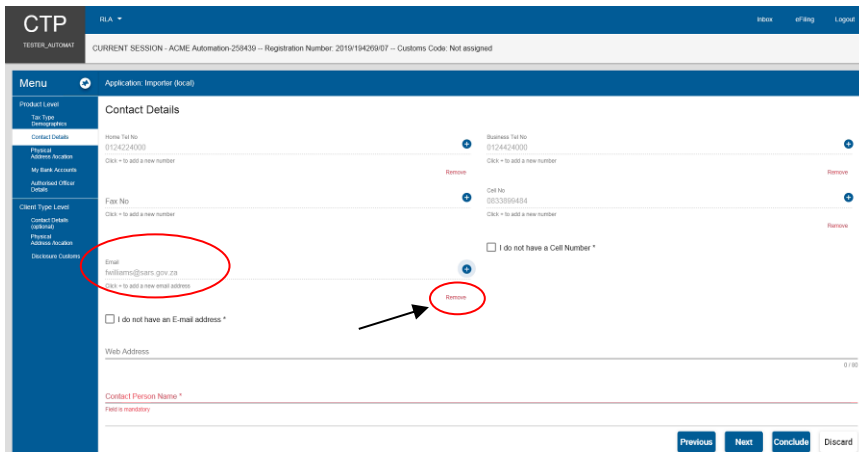 CTP
RLA
Inbox eFiling Logout
TESTER_AUTOMAT
CURRENT SESSION - ACME Automation-258439 -- Registration Number: 2019/194269/07 -- Customs Code: Not assigned
Menu
Application: Importer (local)
Product Level
Tax Type
Demographics
Contact Details
Physical
Address /location
My Bank Accounts
Authorised Officer
Details
Client Type Level
Contact Details
(optional)
Physical
Address /location
Disclosure Customs
Contact Details
Home Tel No
0124224000
Click + to add a new number
Remove
Business Tel No
0124424000
Click + to add a new number
Remove
Fax No
Click + to add a new number
Cell No
0833899484
Click + to add a new number
Remove
I do not have a Cell Number *
Email
fwilliams@sars.gov.za
Click + to add a new email address
Remove
I do not have an E-mail address *
Web Address
0 / 80
Contact Person Name *
Field is mandatory
Previous Next Conclude Discard